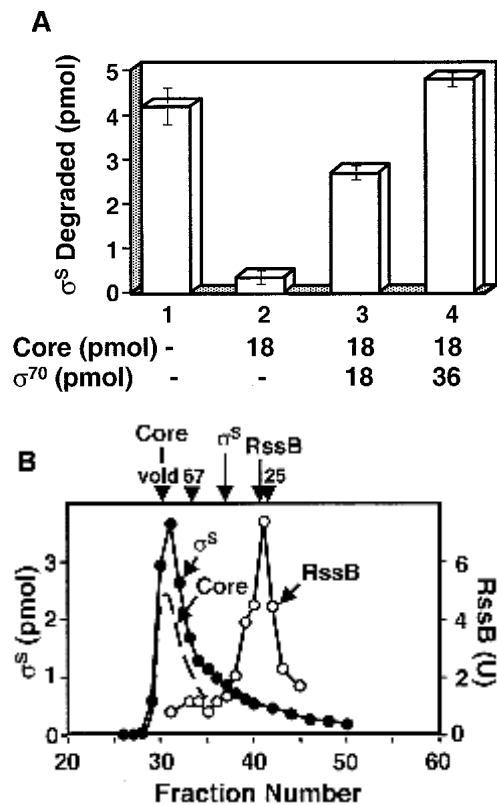 A
σS Degraded (pmol)
5
4
3
2
1
0
1 2 3 4
Core (pmol) - 18 18 18
σ70 (pmol) - - 18 36
B
Core
σS
RssB
void 67
25
σS
Core
RssB
σS (pmol)
3
2
1
0
RssB (U)
6
4
2
0
20 30 40 50 60
Fraction Number